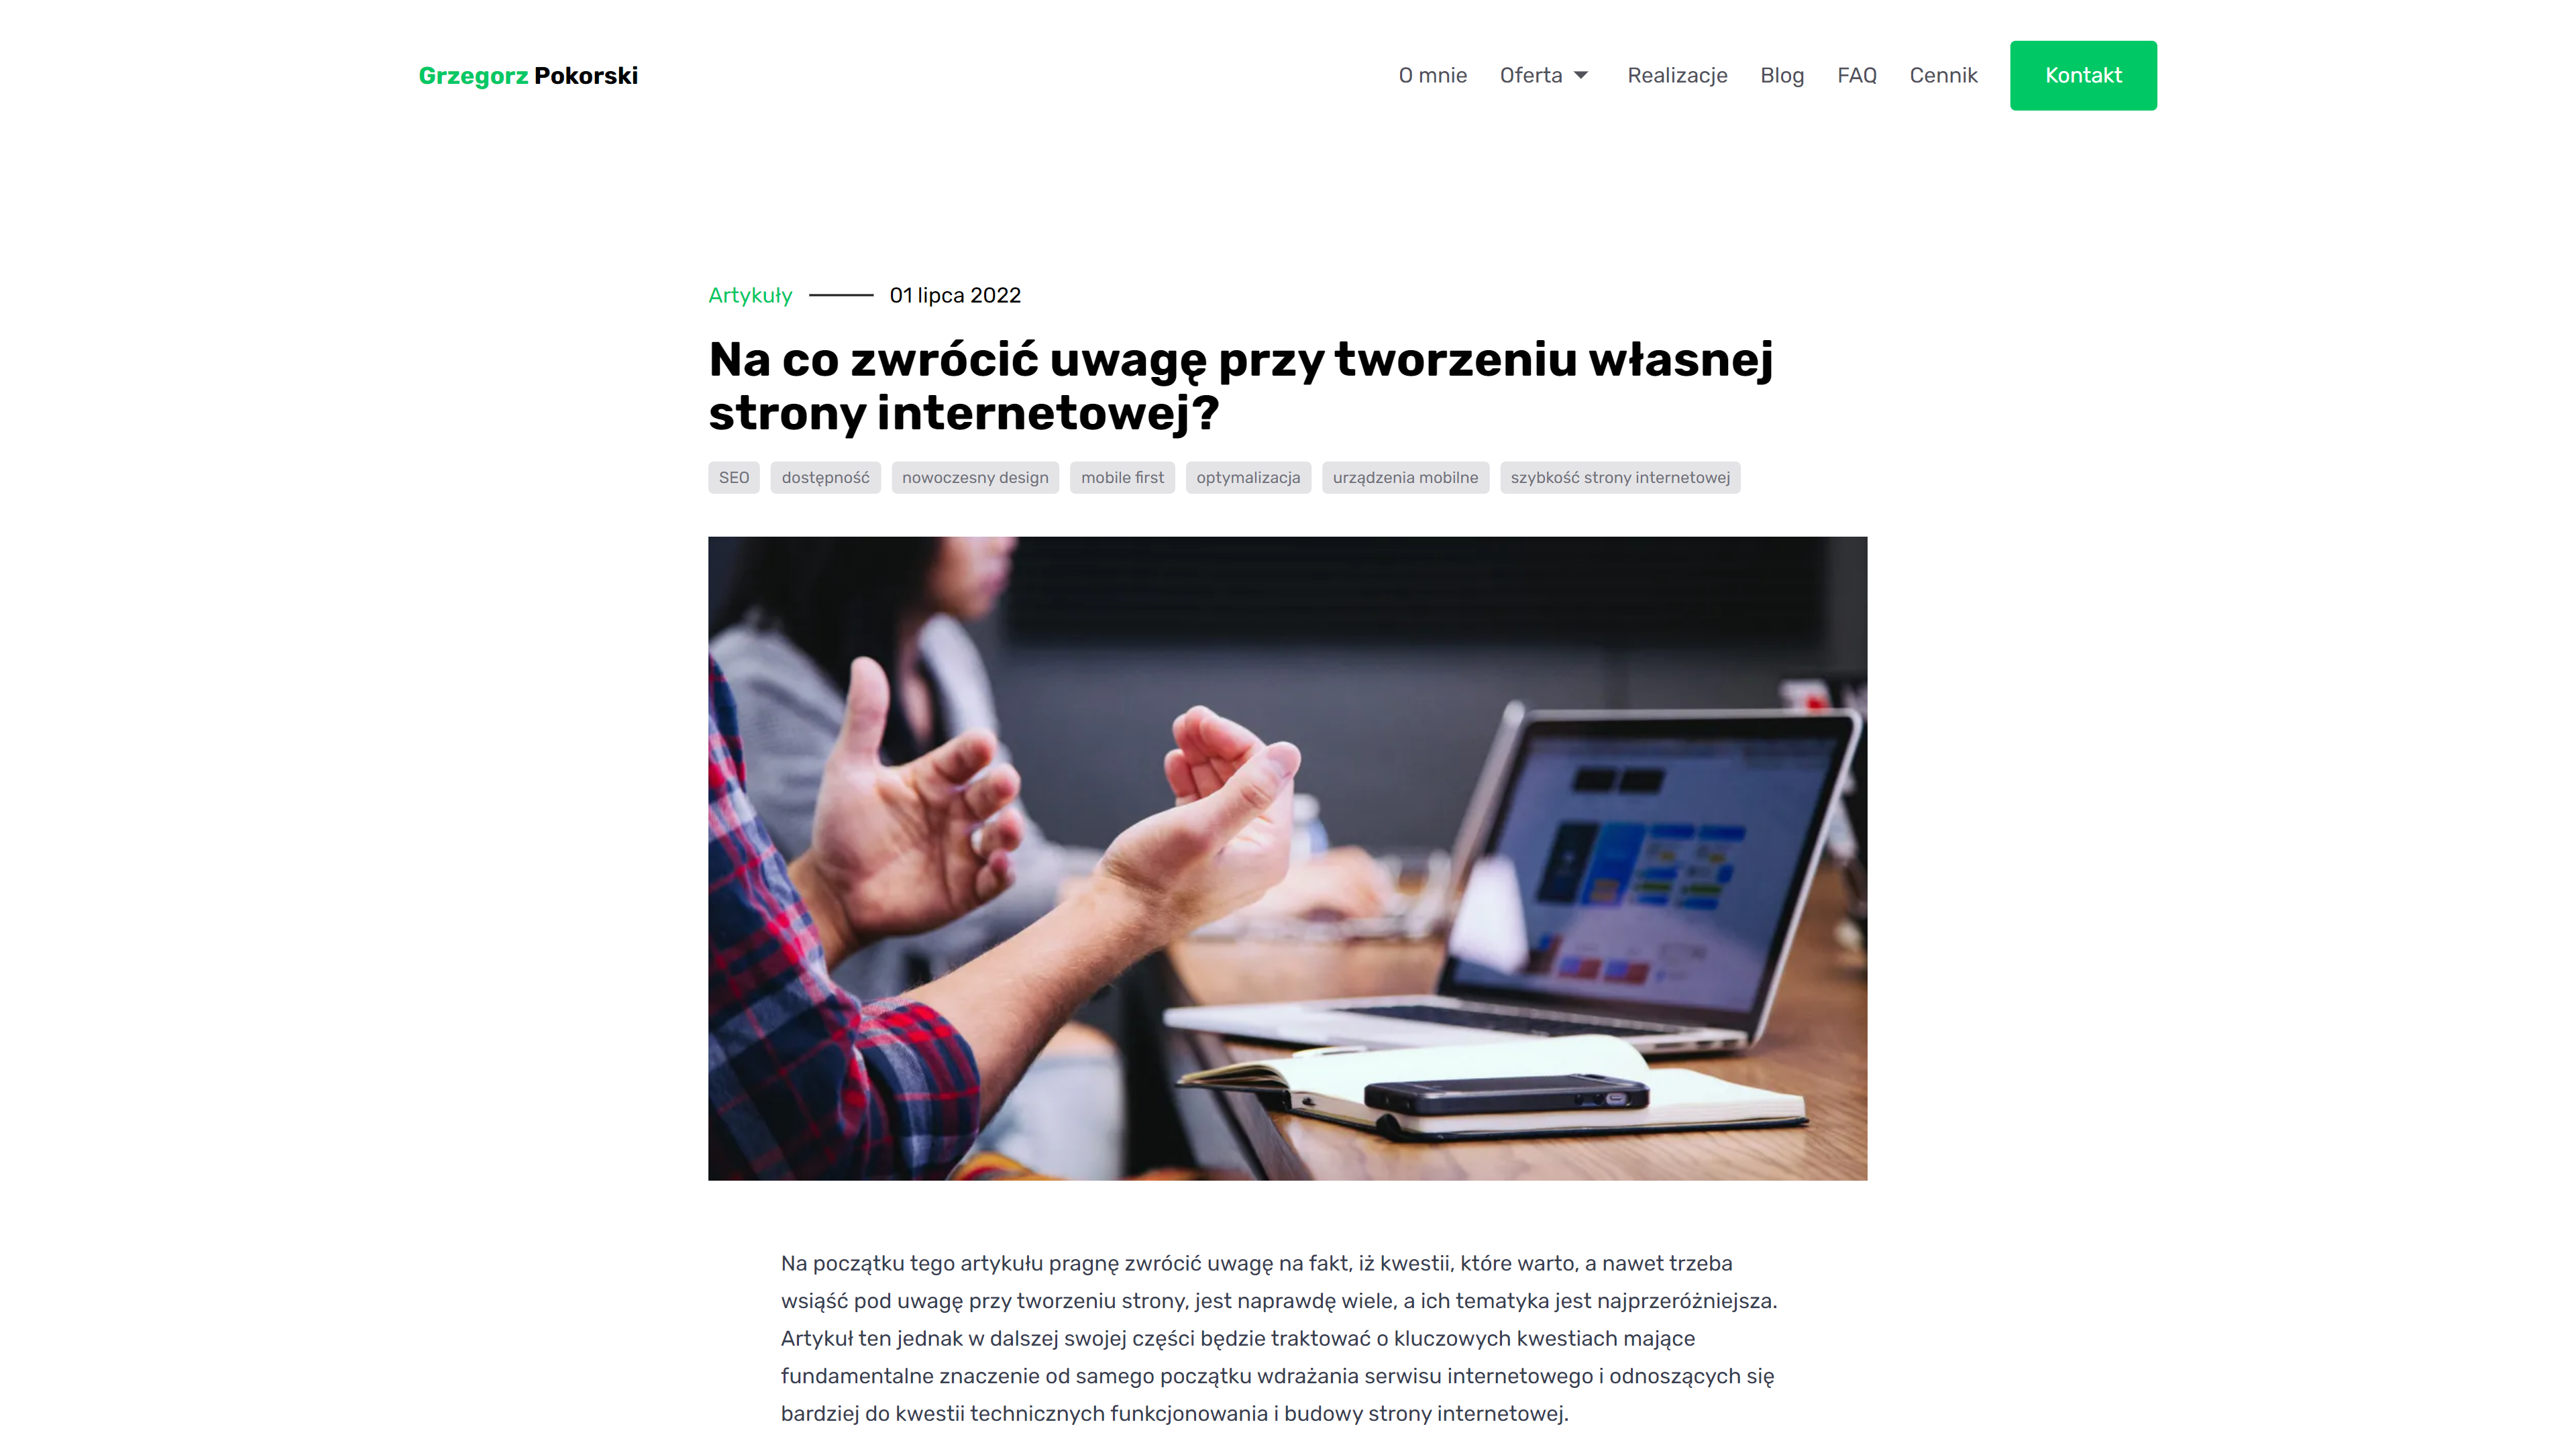 Grzegorz Pokorski
O mnie Oferta Realizacje Blog FAQ Cennik Kontakt
Artykuły 01 lipca 2022
Na co zwrócić uwagę przy tworzeniu własnej
strony internetowej?
SEO dostępność nowoczesny design mobile first optymalizacja urządzenia mobilne szybkość strony internetowej
Na początku tego artykułu pragnę zwrócić uwagę na fakt, iż kwestii, które warto, a nawet trzeba
wsiąść pod uwagę przy tworzeniu strony, jest naprawdę wiele, a ich tematyka jest najprzeróżniejsza.
Artykuł ten jednak w dalszej swojej części będzie traktować o kluczowych kwestiach mające
fundamentalne znaczenie od samego początku wdrażania serwisu internetowego i odnoszących się
bardziej do kwestii technicznych funkcjonowania i budowy strony internetowej.